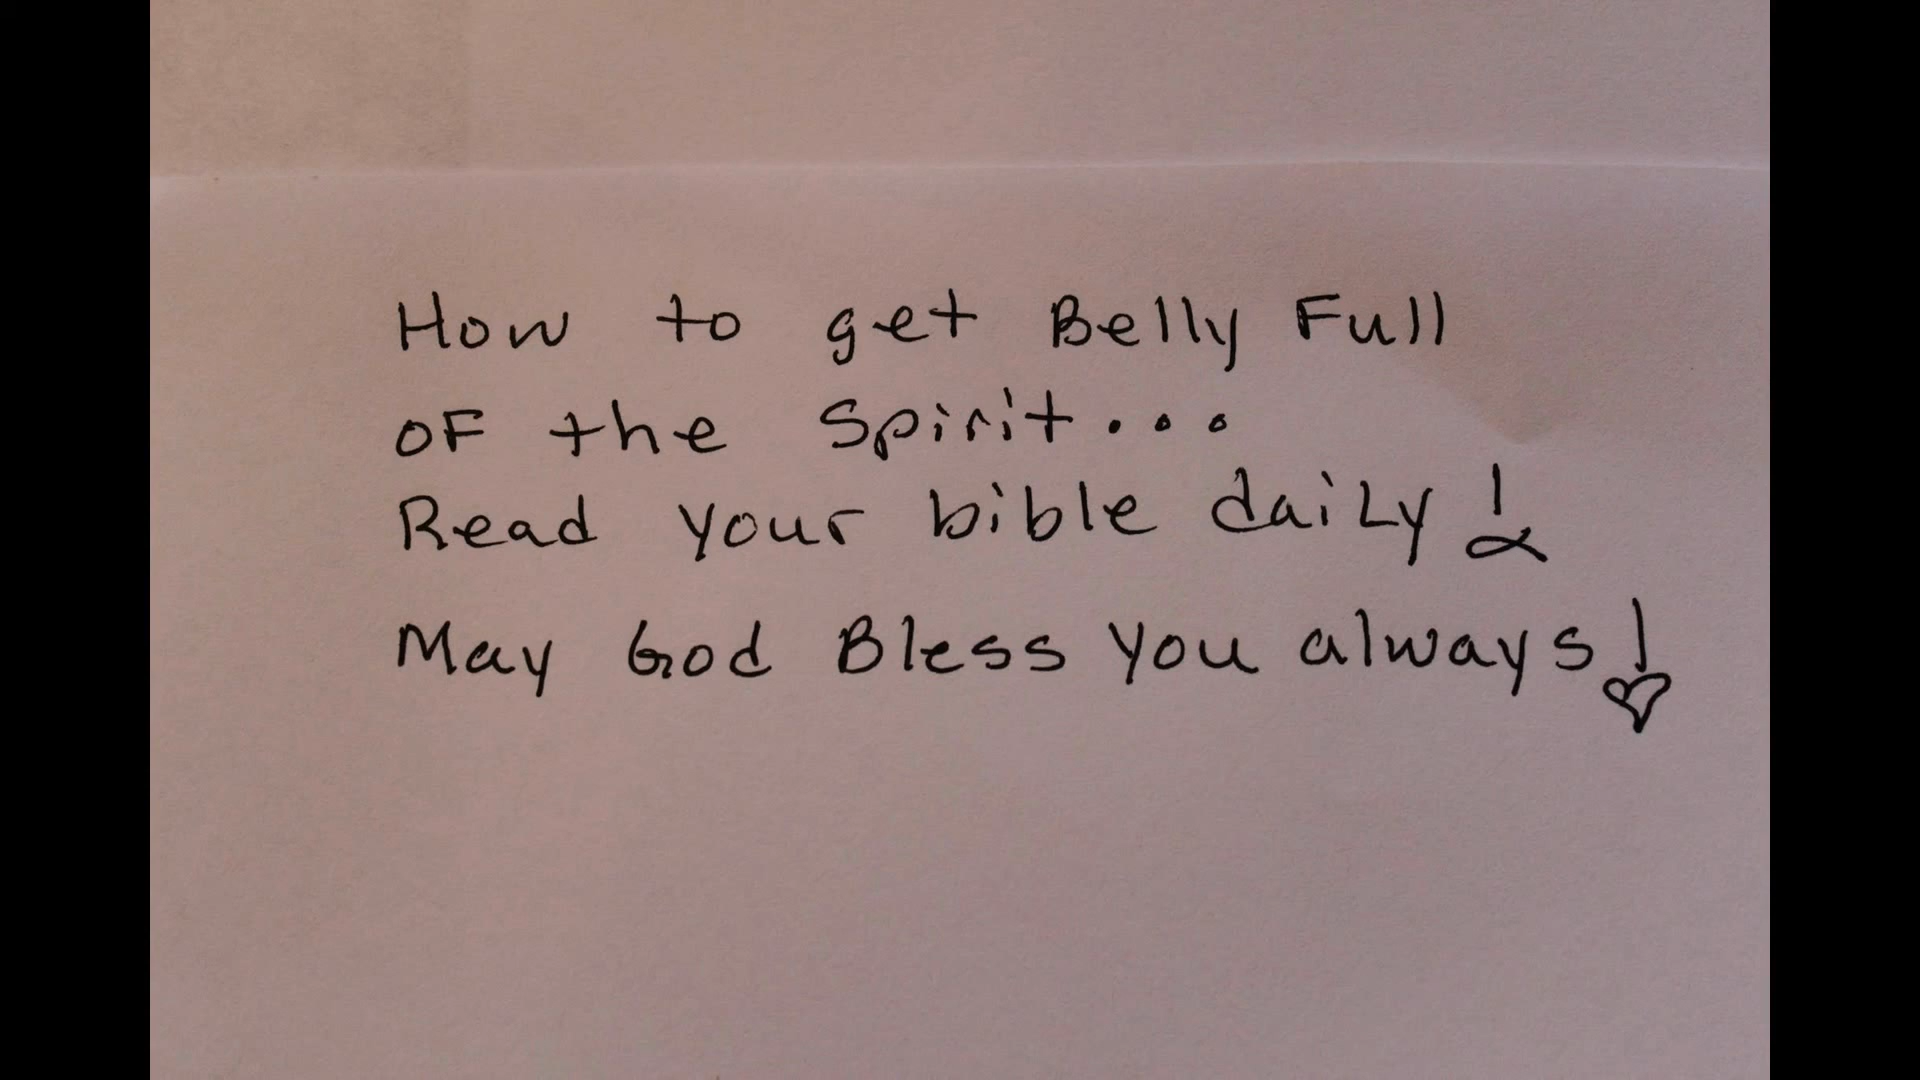 How to get Belly Full
OF the Spirit...
Read your bible daiLy!
May God Bless you always!